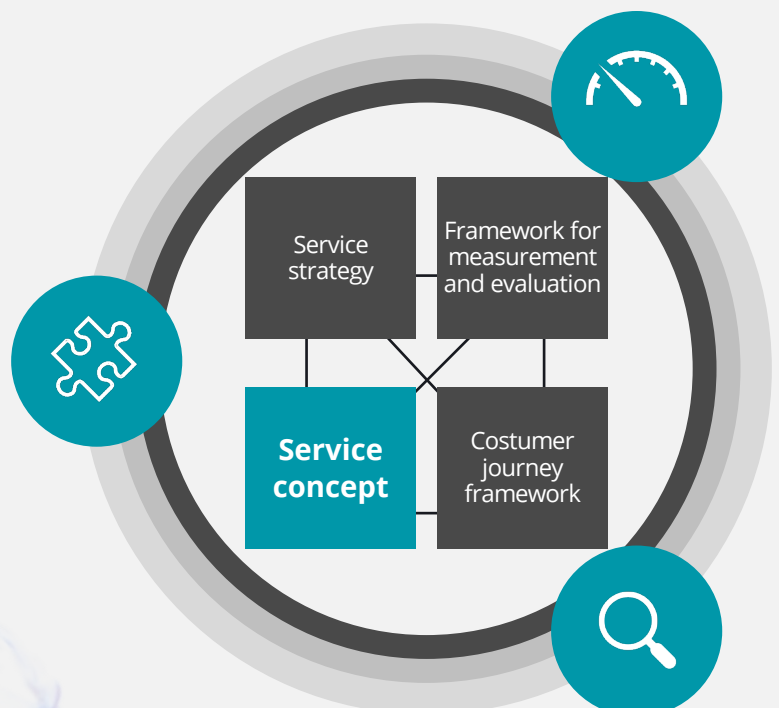 Service
strategy
Framework for
measurement
and evaluation
Service
concept
Costumer
journey
framework